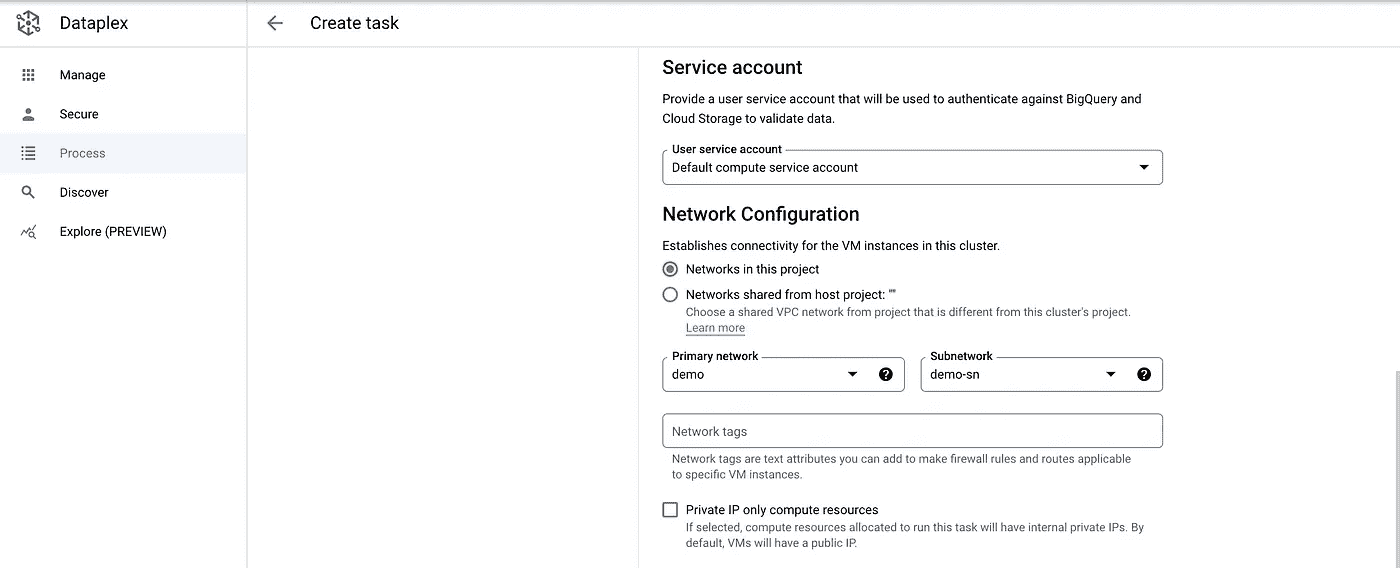 Dataplex
Create task
Manage
Secure
Process
Discover
Explore (PREVIEW)
Service account
Provide a user service account that will be used to authenticate against BigQuery and
Cloud Storage to validate data.
User service account
Default compute service account
Network Configuration
Establishes connectivity for the VM instances in this cluster.
Networks in this project
Networks shared from host project: ""
Choose a shared VPC network from project that is different from this cluster's project.
Learn more
Primary network
demo
Subnetwork
demo-sn
Network tags
Network tags are text attributes you can add to make firewall rules and routes applicable
to specific VM instances.
Private IP only compute resources
If selected, compute resources allocated to run this task will have internal private IPs. By
default, VMs will have a public IP.